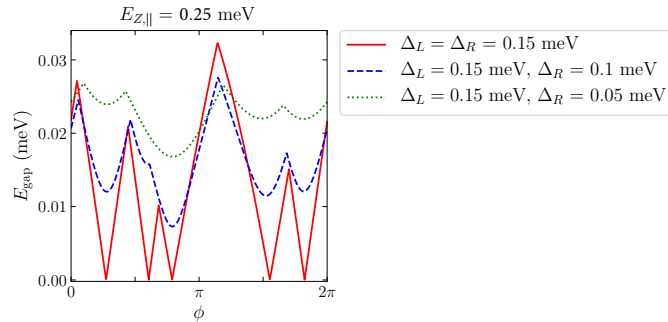 E_{Z,||} = 0.25 meV
Δ_L = Δ_R = 0.15 meV
Δ_L = 0.15 meV, Δ_R = 0.1 meV
Δ_L = 0.15 meV, Δ_R = 0.05 meV
E_gap (meV)
0.03
0.02
0.01
0.00
0 π 2π
ϕ